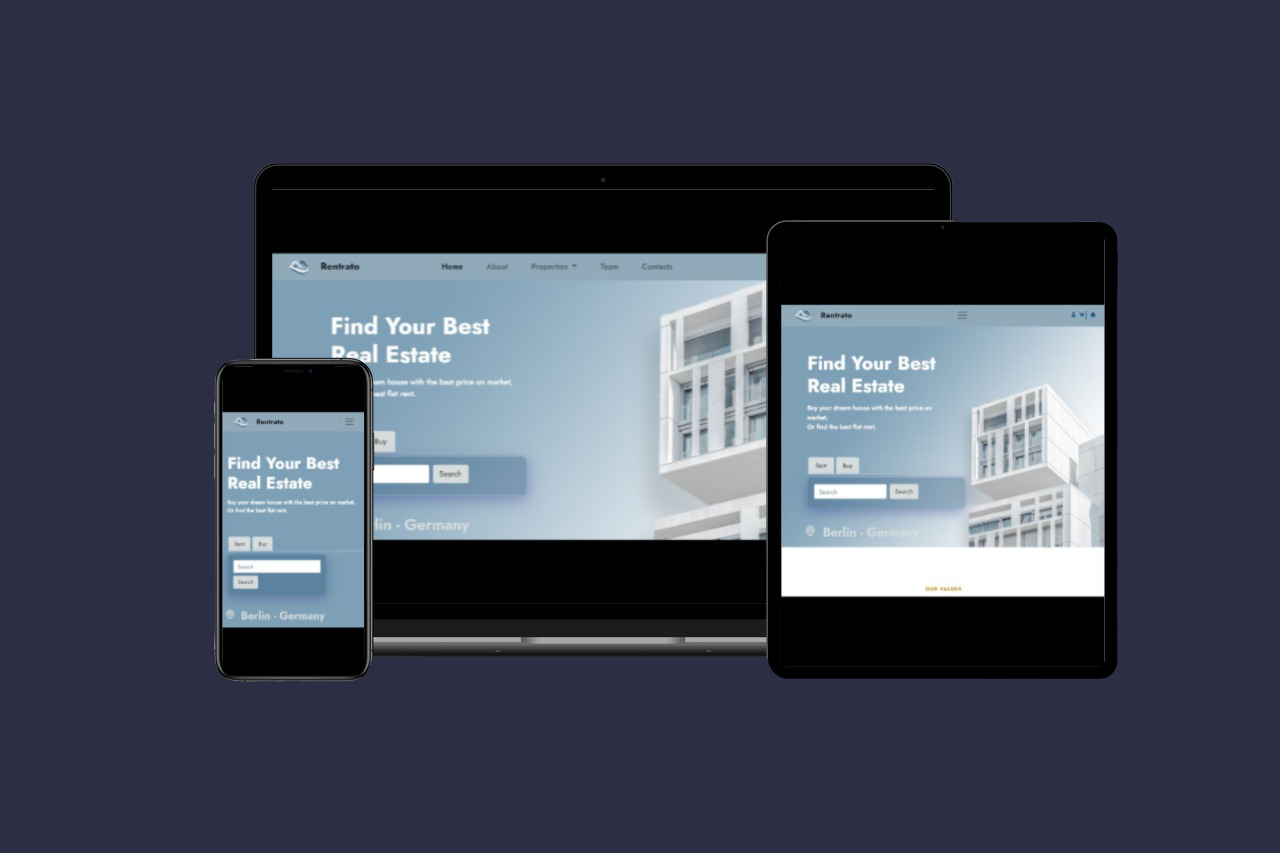 Rentrato
Home About Properties Team Contacts
Find Your Best
Real Estate
em house with the best price on market,
est flat rent.
Buy
Search
lin - Germany
Rentrato
Find Your Best
Real Estate
Buy your dream house with the best price on market,
Or find the best flat rent.
Rent Buy
Search
Search
Berlin - Germany
Rentrato
Find Your Best
Real Estate
Buy your dream house with the best price on
market,
Or find the best flat rent.
Rent Buy
Search Search
Berlin - Germany
OUR VALUES